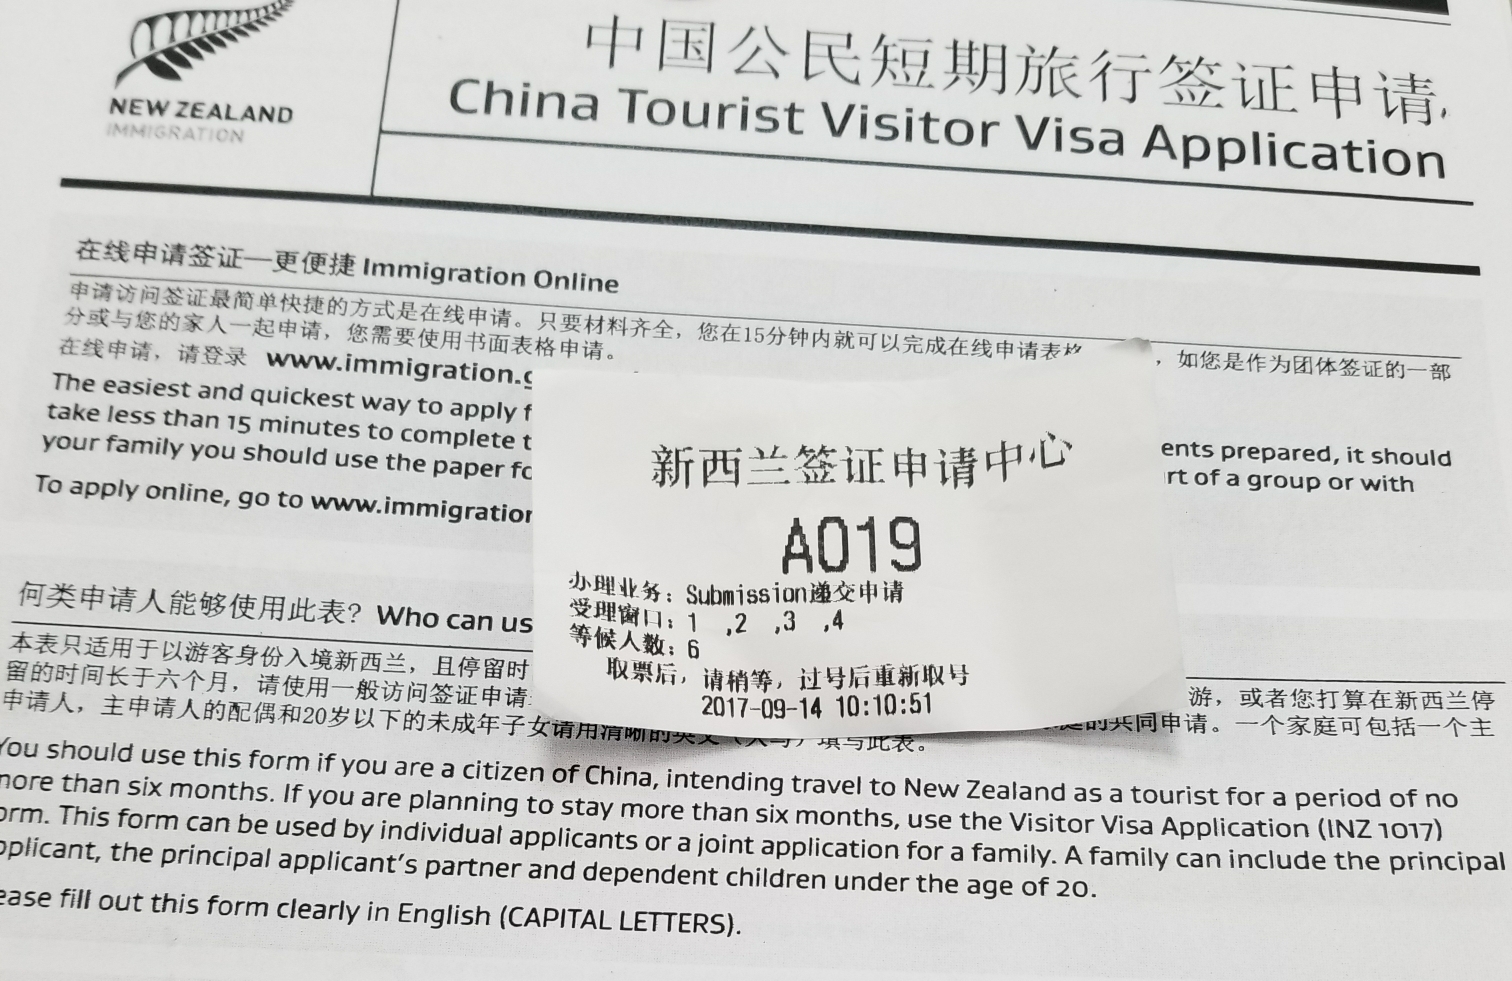 NEW ZEALAND
IMMIGRATION
中国公民短期旅行签证申请
China Tourist Visitor Visa Application
在线申请签证—更便捷 Immigration Online
申请访问签证最简单快捷的方式是在线申请。只要材料齐全，您在15分钟内就可以完成在线申请表格 ，如您是作为团体签证的一部
分或与您的家人一起申请，您需要使用书面表格申请。
在线申请，请登录 www.immigration.g
The easiest and quickest way to apply f ents prepared, it should
take less than 15 minutes to complete t rt of a group or with
your family you should use the paper fo
To apply online, go to www.immigration
新西兰签证申请中心
A019
办理业务：Submission递交申请
受理窗口：1 ,2 ,3 ,4
等候人数：6
取票后，请稍等，过号后重新取号
2017-09-14 10:10:51
何类申请人能够使用此表？Who can us
本表只适用于以游客身份入境新西兰，且停留时
留的时间长于六个月，请使用一般访问签证申请 游，或者您打算在新西兰停
申请人，主申请人的配偶和20岁以下的未成年子女请用清晰的英文（大写）填写此表。 的共同申请。一个家庭可包括一个主
You should use this form if you are a citizen of China, intending travel to New Zealand as a tourist for a period of no
more than six months. If you are planning to stay more than six months, use the Visitor Visa Application (INZ 1017)
orm. This form can be used by individual applicants or a joint application for a family. A family can include the principal
pplicant, the principal applicant's partner and dependent children under the age of 20.
ease fill out this form clearly in English (CAPITAL LETTERS).